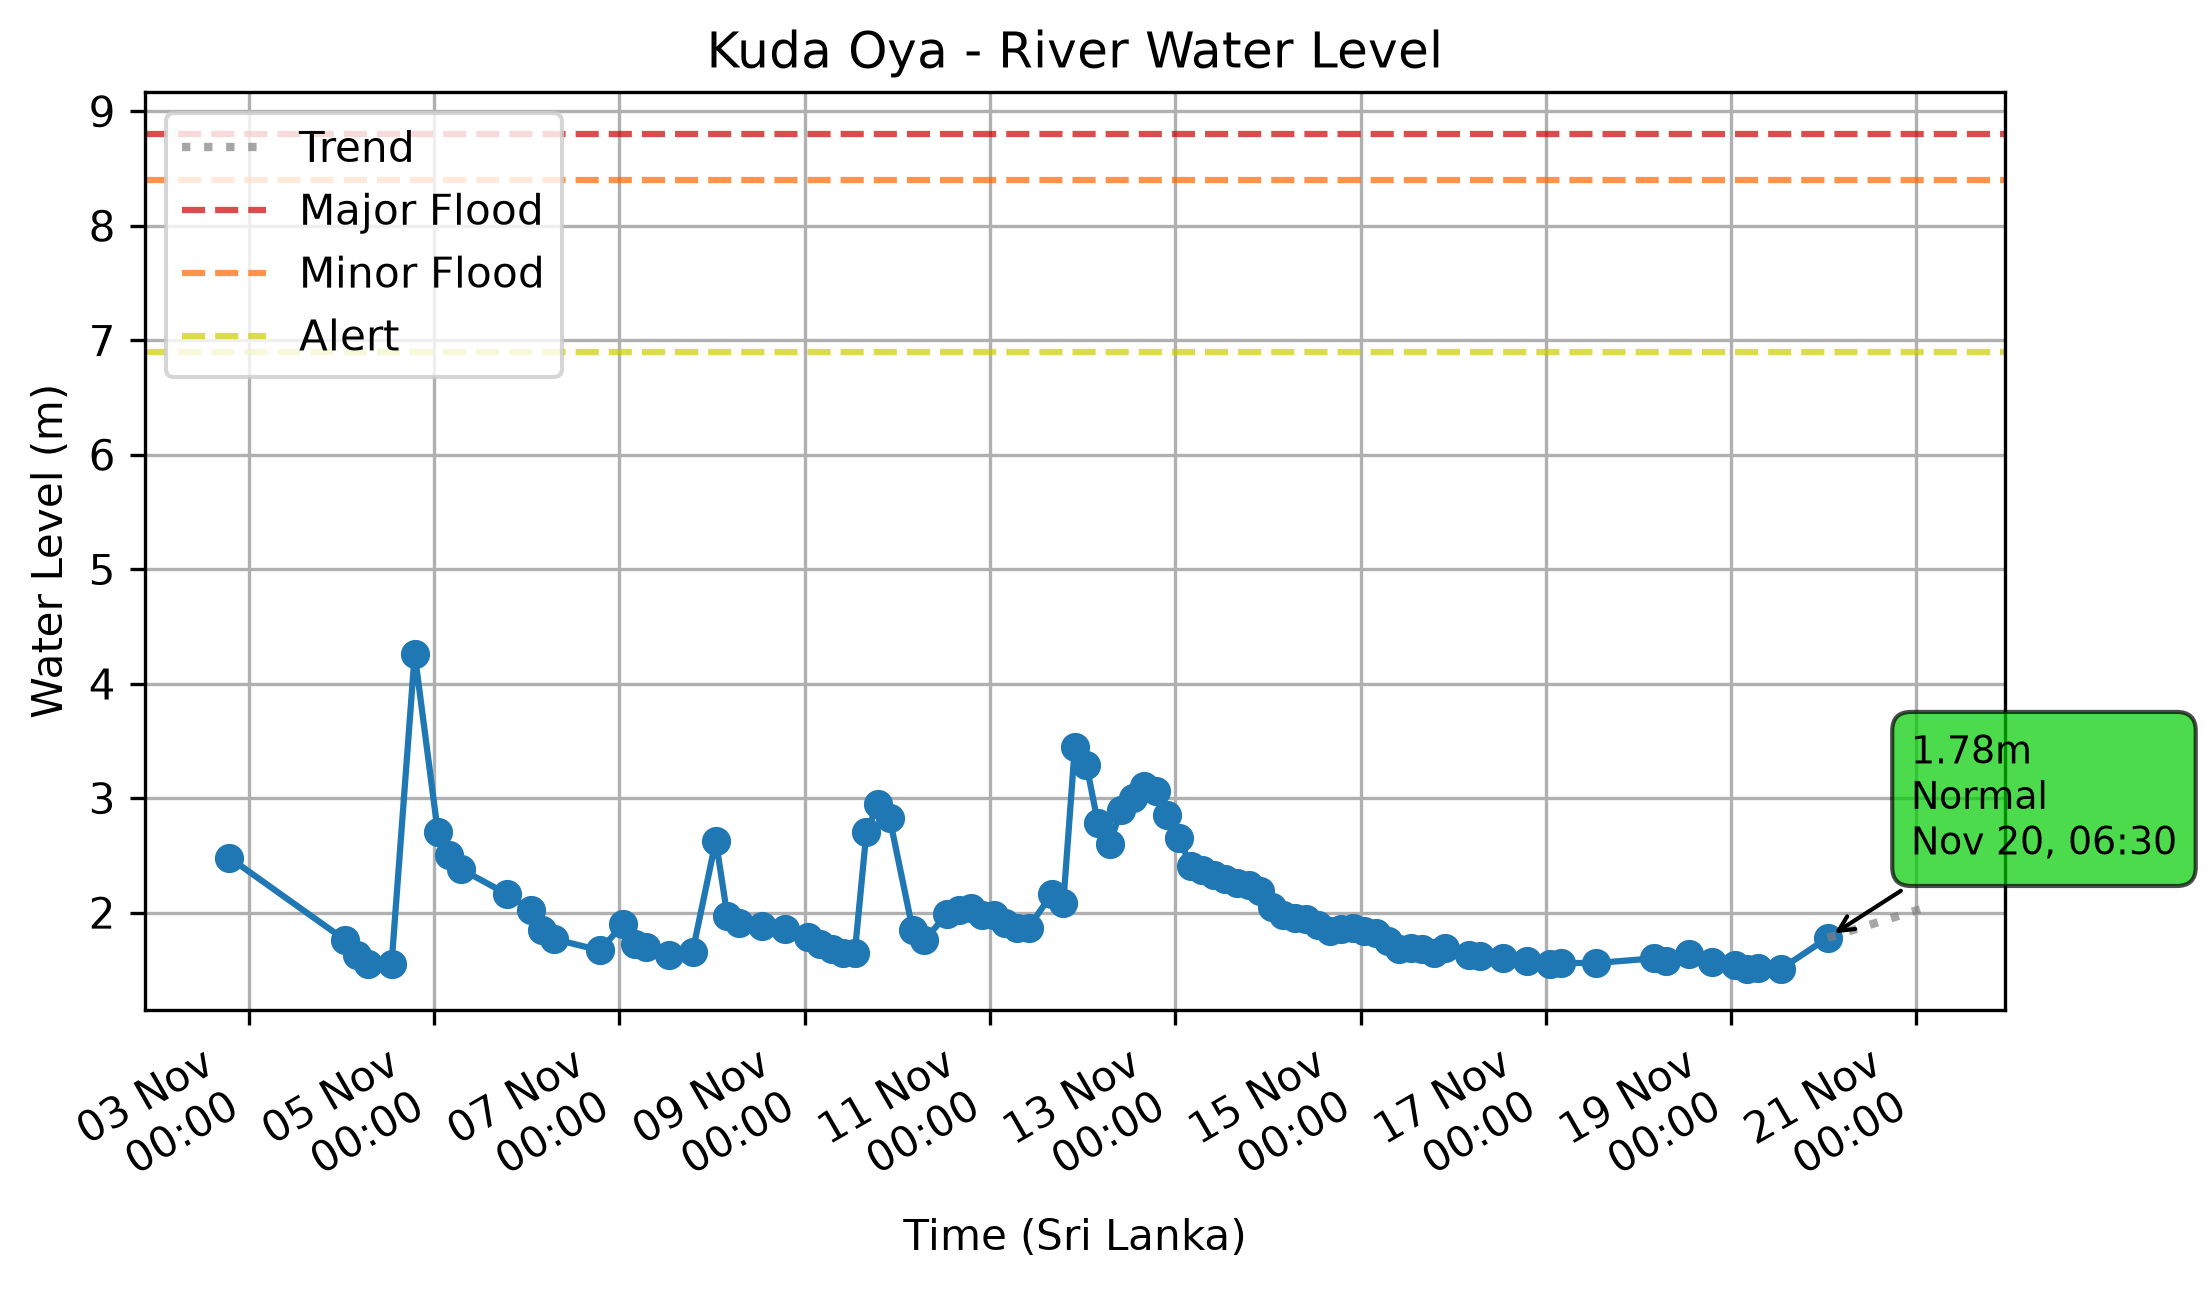 Kuda Oya - River Water Level
Trend
Major Flood
Minor Flood
Alert
9
8
7
6
5
4
3
2
Water Level (m)
1.78m
Normal
Nov 20, 06:30
03 Nov
00:00
05 Nov
00:00
07 Nov
00:00
09 Nov
00:00
11 Nov
00:00
13 Nov
00:00
15 Nov
00:00
17 Nov
00:00
19 Nov
00:00
21 Nov
00:00
Time (Sri Lanka)